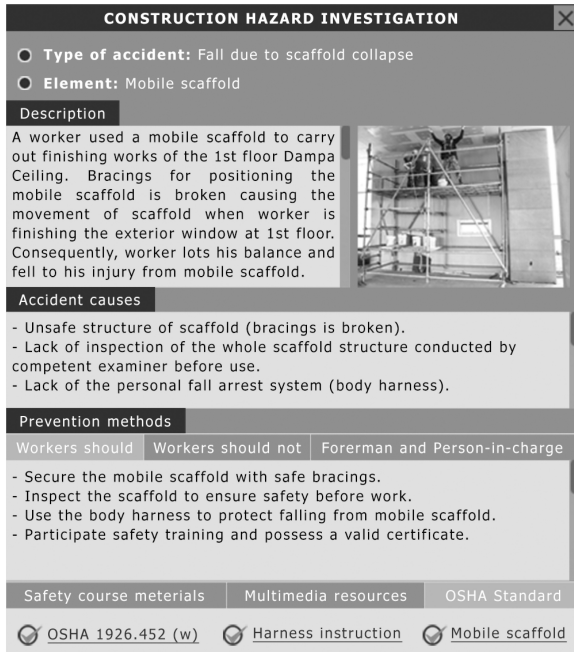 CONSTRUCTION HAZARD INVESTIGATION
Type of accident: Fall due to scaffold collapse
Element: Mobile scaffold
Description
A worker used a mobile scaffold to carry
out finishing works of the 1st floor Dampa
Ceiling. Bracings for positioning the
mobile scaffold is broken causing the
movement of scaffold when worker is
finishing the exterior window at 1st floor.
Consequently, worker lots his balance and
fell to his injury from mobile scaffold.
Accident causes
- Unsafe structure of scaffold (bracings is broken).
- Lack of inspection of the whole scaffold structure conducted by
competent examiner before use.
- Lack of the personal fall arrest system (body harness).
Prevention methods
Workers should Workers should not Forerman and Person-in-charge
- Secure the mobile scaffold with safe bracings.
- Inspect the scaffold to ensure safety before work.
- Use the body harness to protect falling from mobile scaffold.
- Participate safety training and possess a valid certificate.
Safety course meterials Multimedia resources OSHA Standard
OSHA 1926.452 (w) Harness instruction Mobile scaffold